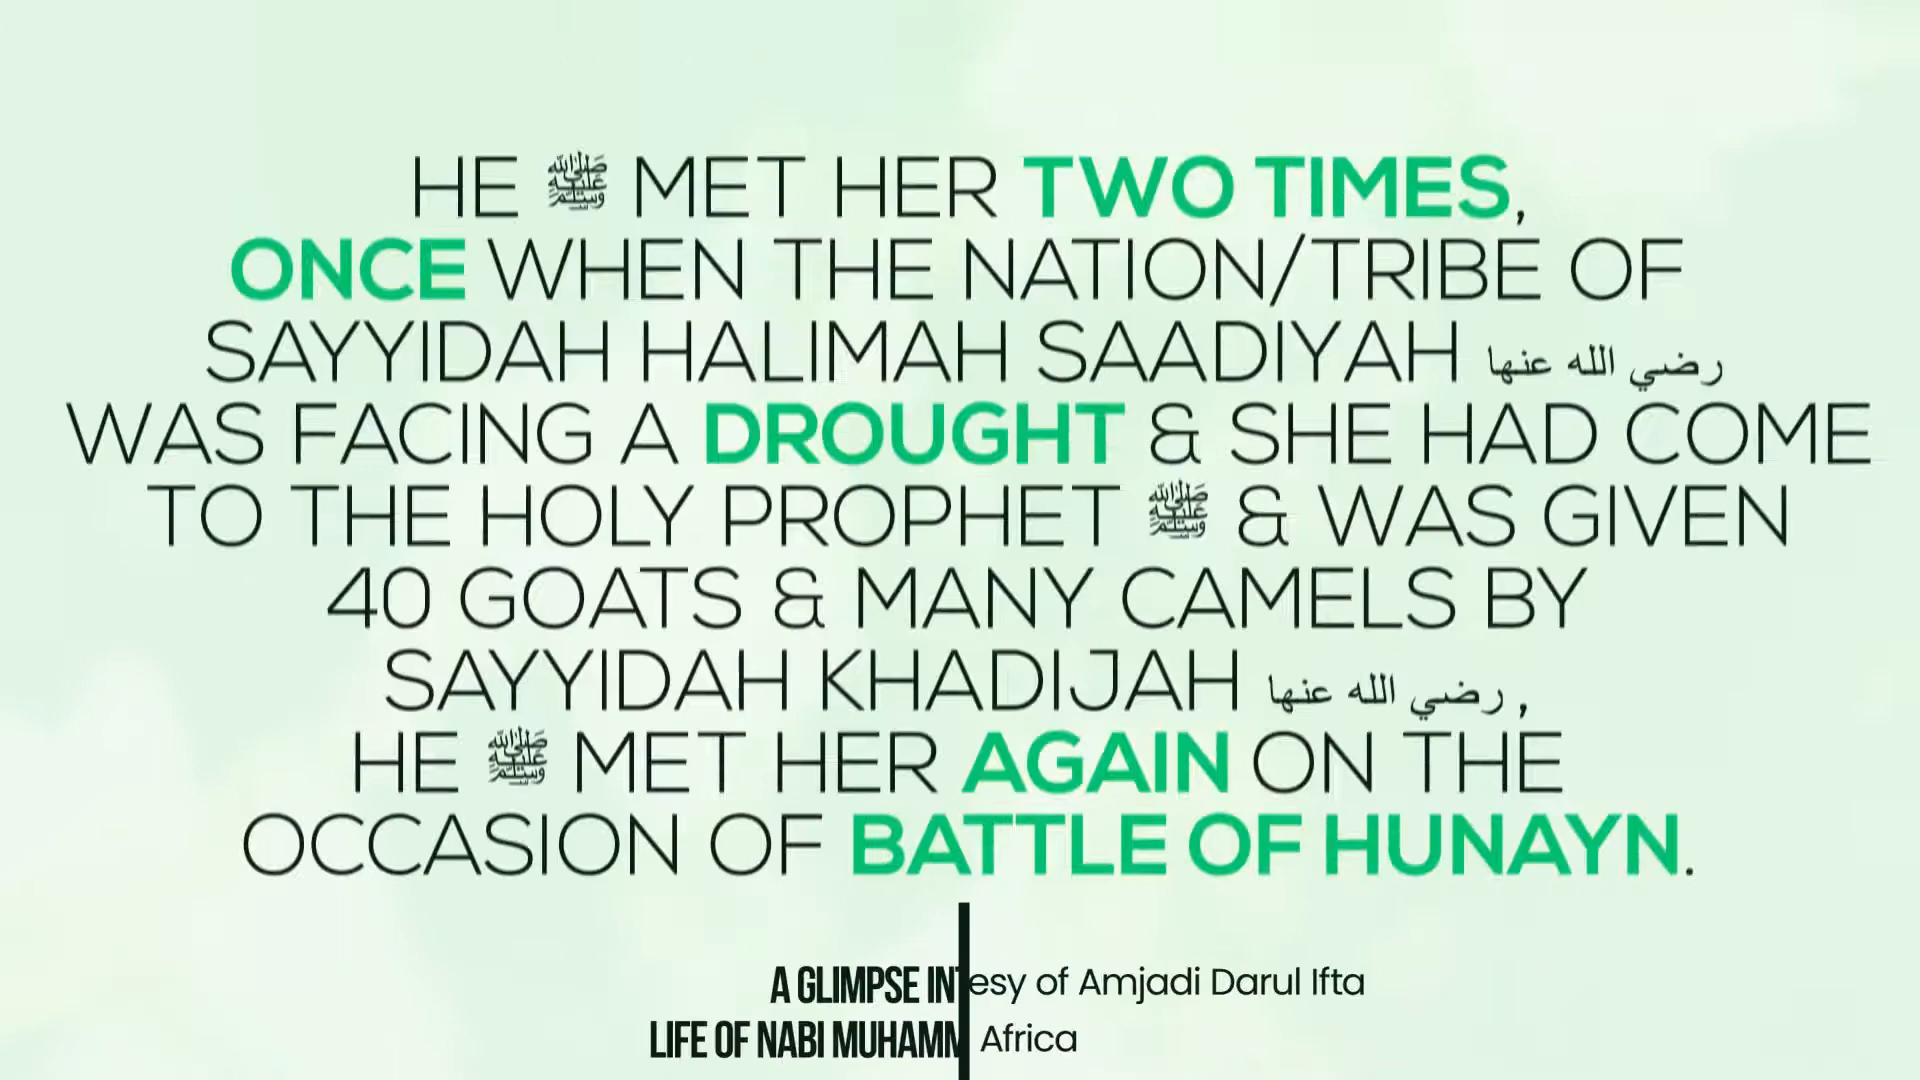 HE ﷺ MET HER TWO TIMES,
ONCE WHEN THE NATION/TRIBE OF
SAYYIDAH HALIMAH SAADIYAH رضي الله عنها
WAS FACING A DROUGHT & SHE HAD COME
TO THE HOLY PROPHET ﷺ & WAS GIVEN
40 GOATS & MANY CAMELS BY
SAYYIDAH KHADIJAH رضي الله عنها,
HE ﷺ MET HER AGAIN ON THE
OCCASION OF BATTLE OF HUNAYN.
A GLIMPSE esy of Amjadi Darul Ifta
LIFE OF NABI Africa